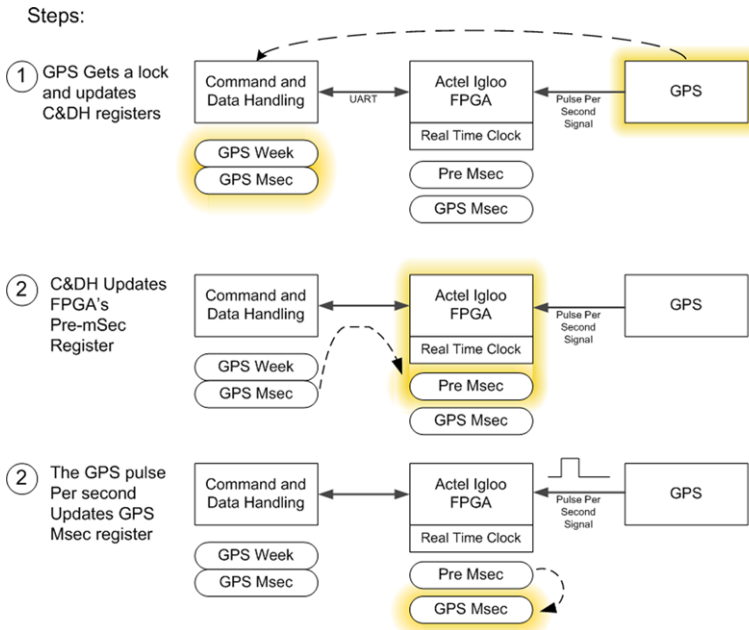 Steps:
1
GPS Gets a lock
and updates
C&DH registers
Command and
Data Handling
UART
Actel Igloo
FPGA
Real Time Clock
Pulse Per
Second
Signal
GPS
GPS Week
GPS Msec
Pre Msec
GPS Msec
2
C&DH Updates
FPGA's
Pre-mSec
Register
Command and
Data Handling
Actel Igloo
FPGA
Real Time Clock
Pulse Per
Second
Signal
GPS
GPS Week
GPS Msec
Pre Msec
GPS Msec
2
The GPS pulse
Per second
Updates GPS
Msec register
Command and
Data Handling
Actel Igloo
FPGA
Real Time Clock
Pulse Per
Second
Signal
GPS
GPS Week
GPS Msec
Pre Msec
GPS Msec